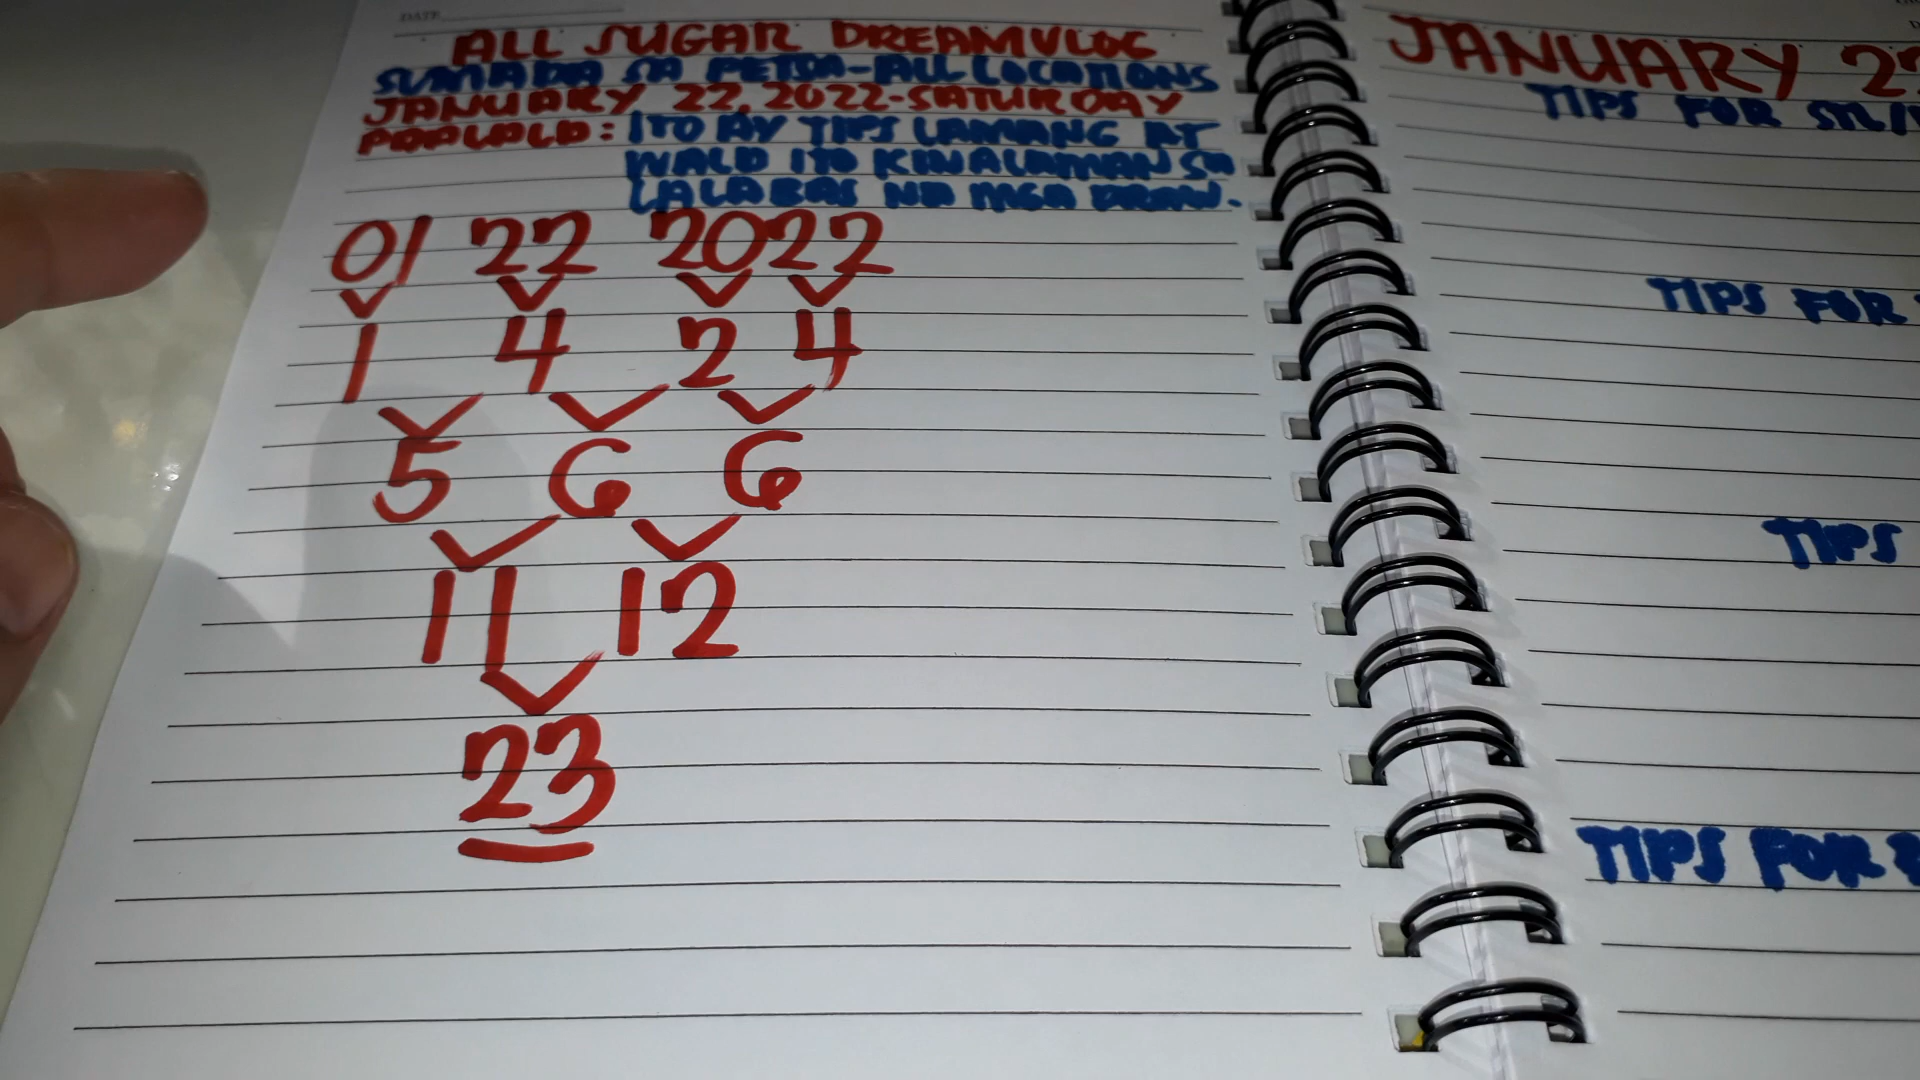 DATE
ALL SUGAR DREAMVLOG
SUMADA SA PETSA-ALL LOCATIONS
JANUARY 22, 2022-SATURDAY
PAALALA: ITO AY TIPS LAMANG AT
WALA ITO KINALAMAN SA
LALABAS NA MGA DRAW.
01 22 2022
1 4 2 4
5 6 6
11 12
23
JANUARY 22
TIPS FOR STL/
TIPS FOR
TIPS
TIPS FOR